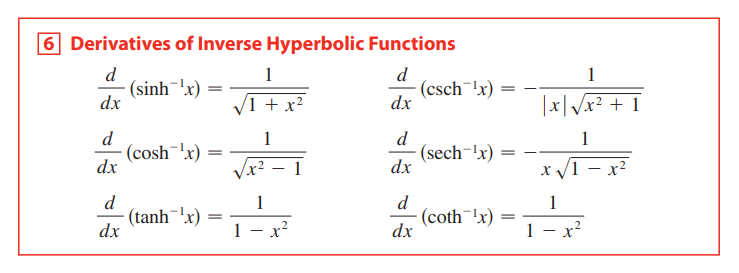 6 Derivatives of Inverse Hyperbolic Functions
d/dx (sinh⁻¹x) = 1/√(1 + x²)    d/dx (csch⁻¹x) = −1/(|x|√(x² + 1))
d/dx (cosh⁻¹x) = 1/√(x² − 1)    d/dx (sech⁻¹x) = −1/(x√(1 − x²))
d/dx (tanh⁻¹x) = 1/(1 − x²)    d/dx (coth⁻¹x) = 1/(1 − x²)